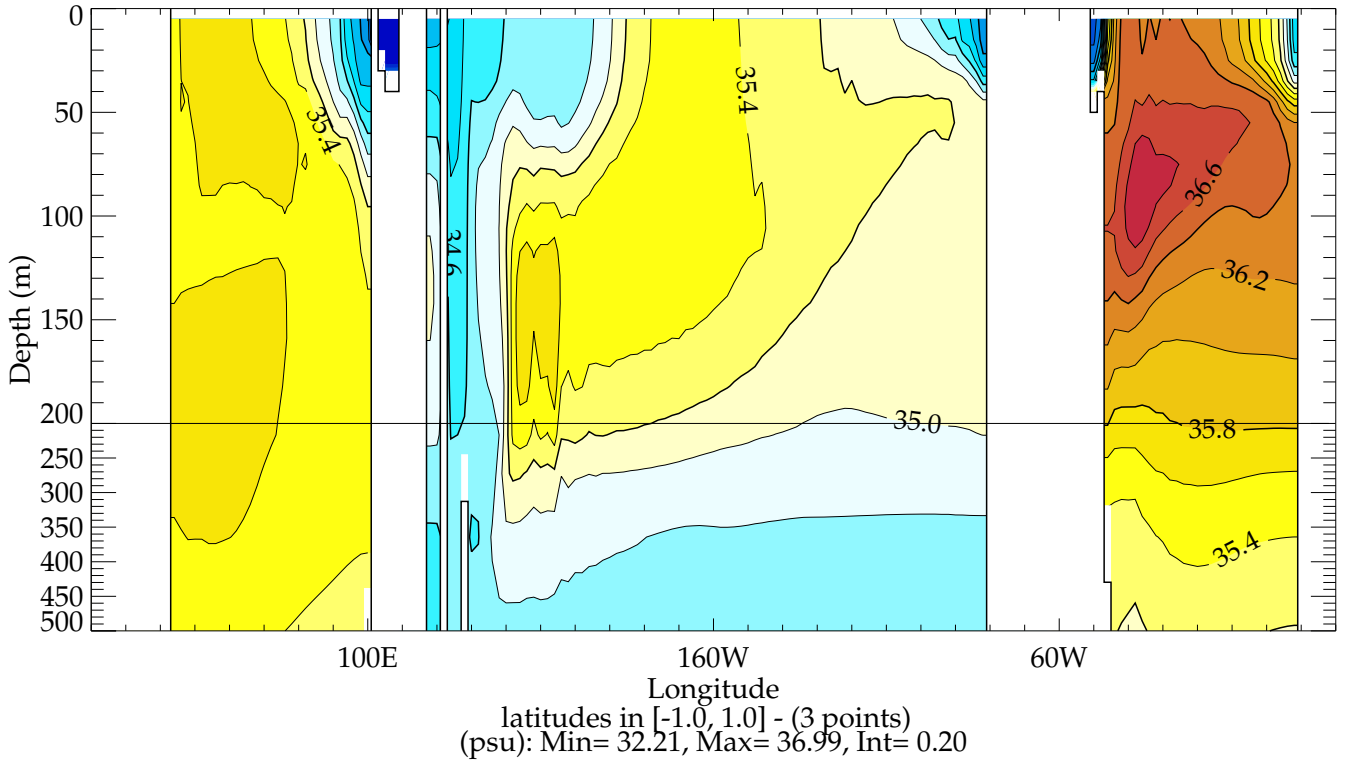 0
50
100
150
200
250
300
350
400
450
500
Depth (m)
35.4
34.6
35.4
35.0
36.6
36.2
35.8
35.4
100E
160W
60W
Longitude
latitudes in [-1.0, 1.0] - (3 points)
(psu): Min= 32.21, Max= 36.99, Int= 0.20